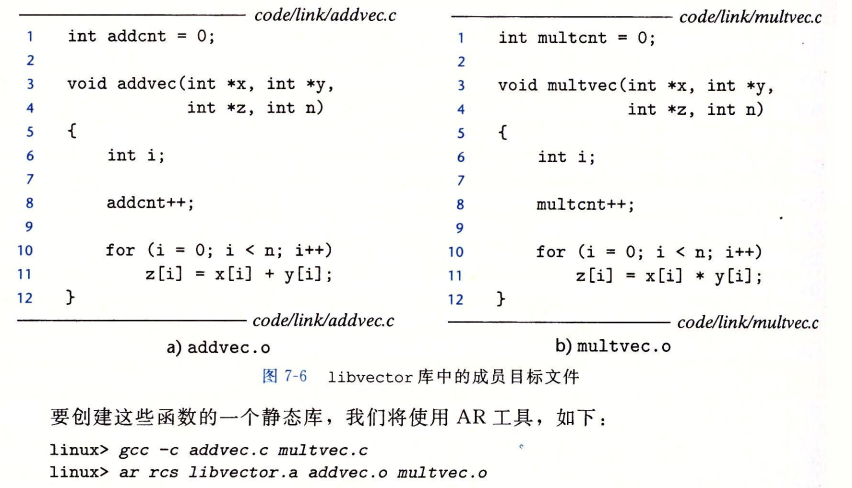 code/link/addvec.c
1 int addcnt = 0;
2
3 void addvec(int *x, int *y,
4 int *z, int n)
5 {
6 int i;
7
8 addcnt++;
9
10 for (i = 0; i < n; i++)
11 z[i] = x[i] + y[i];
12 }
code/link/addvec.c
a) addvec.o
code/link/multvec.c
1 int multcnt = 0;
2
3 void multvec(int *x, int *y,
4 int *z, int n)
5 {
6 int i;
7
8 multcnt++;
9
10 for (i = 0; i < n; i++)
11 z[i] = x[i] * y[i];
12 }
code/link/multvec.c
b) multvec.o
图 7-6 libvector 库中的成员目标文件
要创建这些函数的一个静态库，我们将使用 AR 工具，如下：
linux> gcc -c addvec.c multvec.c
linux> ar rcs libvector.a addvec.o multvec.o